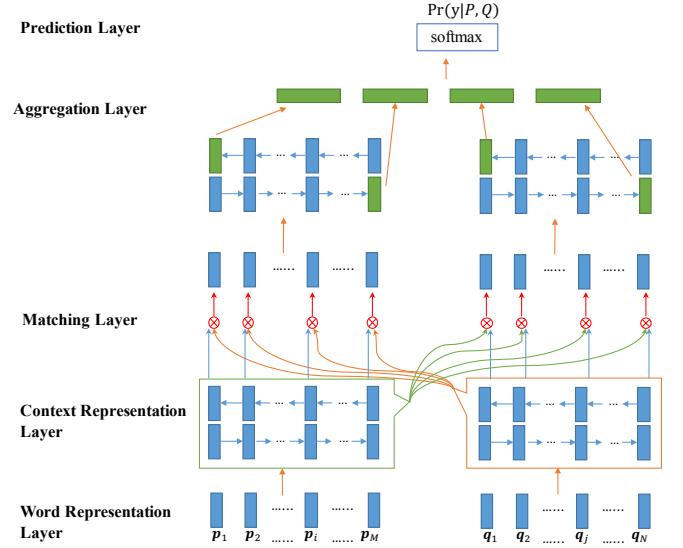 Pr(y|P, Q)
Prediction Layer
softmax
Aggregation Layer
... ... ... ...
... ... ... ...
...... ...... ...... ......
Matching Layer
... ... ... ...
Context Representation
Layer
... ... ... ...
Word Representation
Layer
...... ...... ...... ......
p1 p2 ...... pi ...... pM q1 q2 ...... qj ...... qN